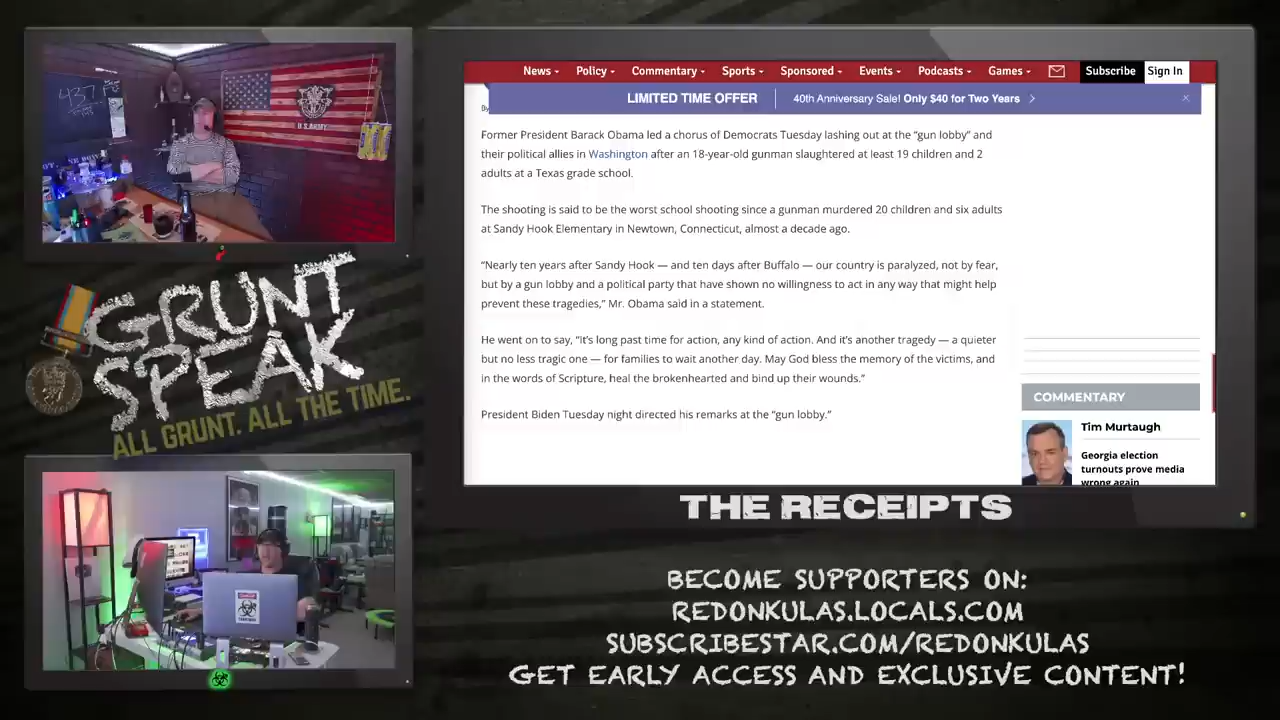 437
U.S. ARMY
GRUNT
SPEAK
ALL GRUNT. ALL THE TIME.
News
Policy
Commentary
Sports
Sponsored
Events
Podcasts
Games
Subscribe
Sign In
LIMITED TIME OFFER
40th Anniversary Sale! Only $40 for Two Years
By
Former President Barack Obama led a chorus of Democrats Tuesday lashing out at the “gun lobby” and
their political allies in Washington after an 18-year-old gunman slaughtered at least 19 children and 2
adults at a Texas grade school.
The shooting is said to be the worst school shooting since a gunman murdered 20 children and six adults
at Sandy Hook Elementary in Newtown, Connecticut, almost a decade ago.
“Nearly ten years after Sandy Hook — and ten days after Buffalo — our country is paralyzed, not by fear,
but by a gun lobby and a political party that have shown no willingness to act in any way that might help
prevent these tragedies,” Mr. Obama said in a statement.
He went on to say, “It’s long past time for action, any kind of action. And it’s another tragedy — a quieter
but no less tragic one — for families to wait another day. May God bless the memory of the victims, and
in the words of Scripture, heal the brokenhearted and bind up their wounds.”
President Biden Tuesday night directed his remarks at the “gun lobby.”
COMMENTARY
Tim Murtaugh
Georgia election
turnouts prove media
wrong again
THE RECEIPTS
BECOME SUPPORTERS ON:
REDONKULAS.LOCALS.COM
SUBSCRIBESTAR.COM/REDONKULAS
GET EARLY ACCESS AND EXCLUSIVE CONTENT!